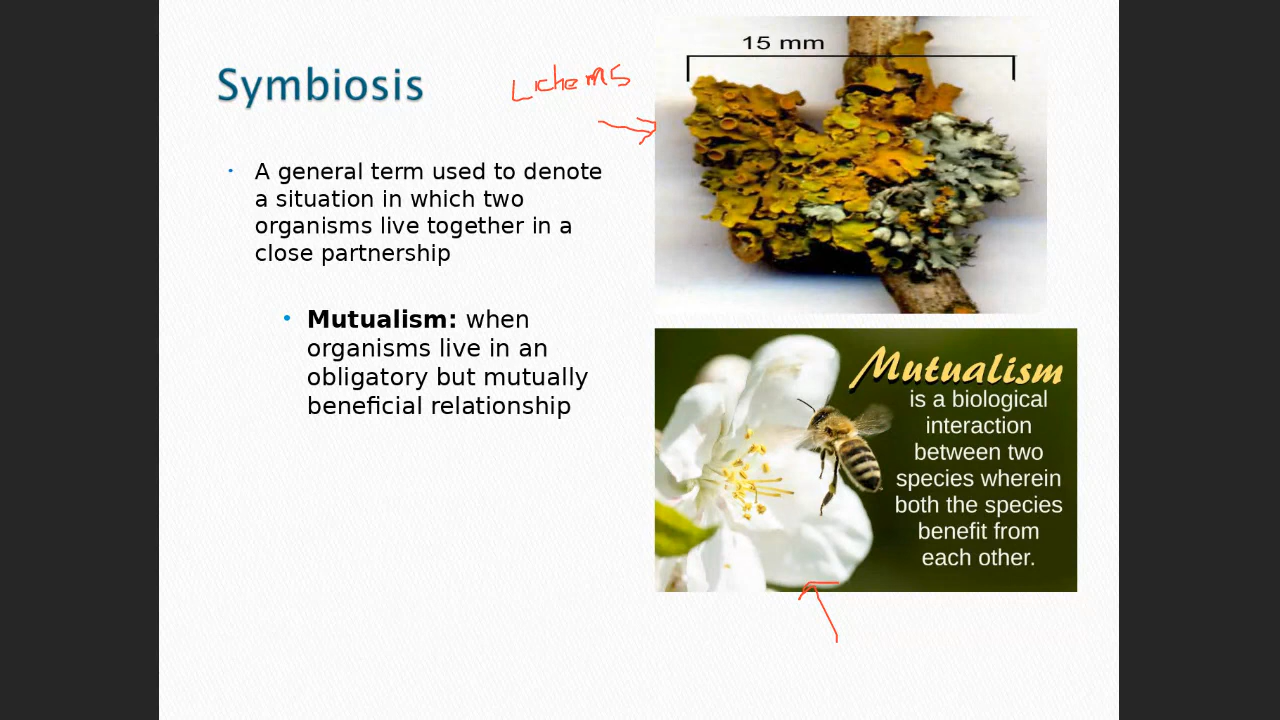 Symbiosis
LichemS
15 mm
· A general term used to denote
a situation in which two
organisms live together in a
close partnership
• Mutualism: when
organisms live in an
obligatory but mutually
beneficial relationship
Mutualism
is a biological
interaction
between two
species wherein
both the species
benefit from
each other.